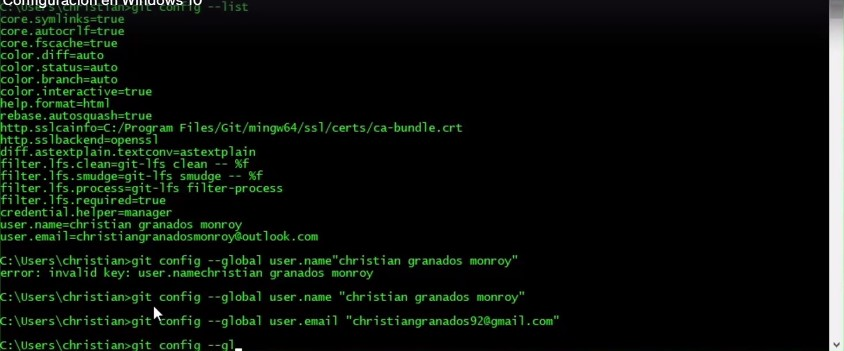 Configuración en Windows 10
C:\Users\christian>git config --list
core.symlinks=true
core.autocrlf=true
core.fscache=true
color.diff=auto
color.status=auto
color.branch=auto
color.interactive=true
help.format=html
rebase.autosquash=true
http.sslcainfo=C:/Program Files/Git/mingw64/ssl/certs/ca-bundle.crt
http.sslbackend=openssl
diff.astextplain.textconv=astextplain
filter.lfs.clean=git-lfs clean -- %f
filter.lfs.smudge=git-lfs smudge -- %f
filter.lfs.process=git-lfs filter-process
filter.lfs.required=true
credential.helper=manager
user.name=christian granados monroy
user.email=christiangranadosmonroy@outlook.com
C:\Users\christian>git config --global user.name"christian granados monroy"
error: invalid key: user.namechristian granados monroy
C:\Users\christian>git config --global user.name "christian granados monroy"
C:\Users\christian>git config --global user.email "christiangranados92@gmail.com"
C:\Users\christian>git config --gl